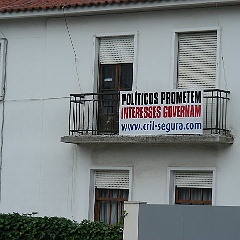 POLÍTICOS PROMETEM
INTERESSES GOVERNAM
www.cril-segura.com